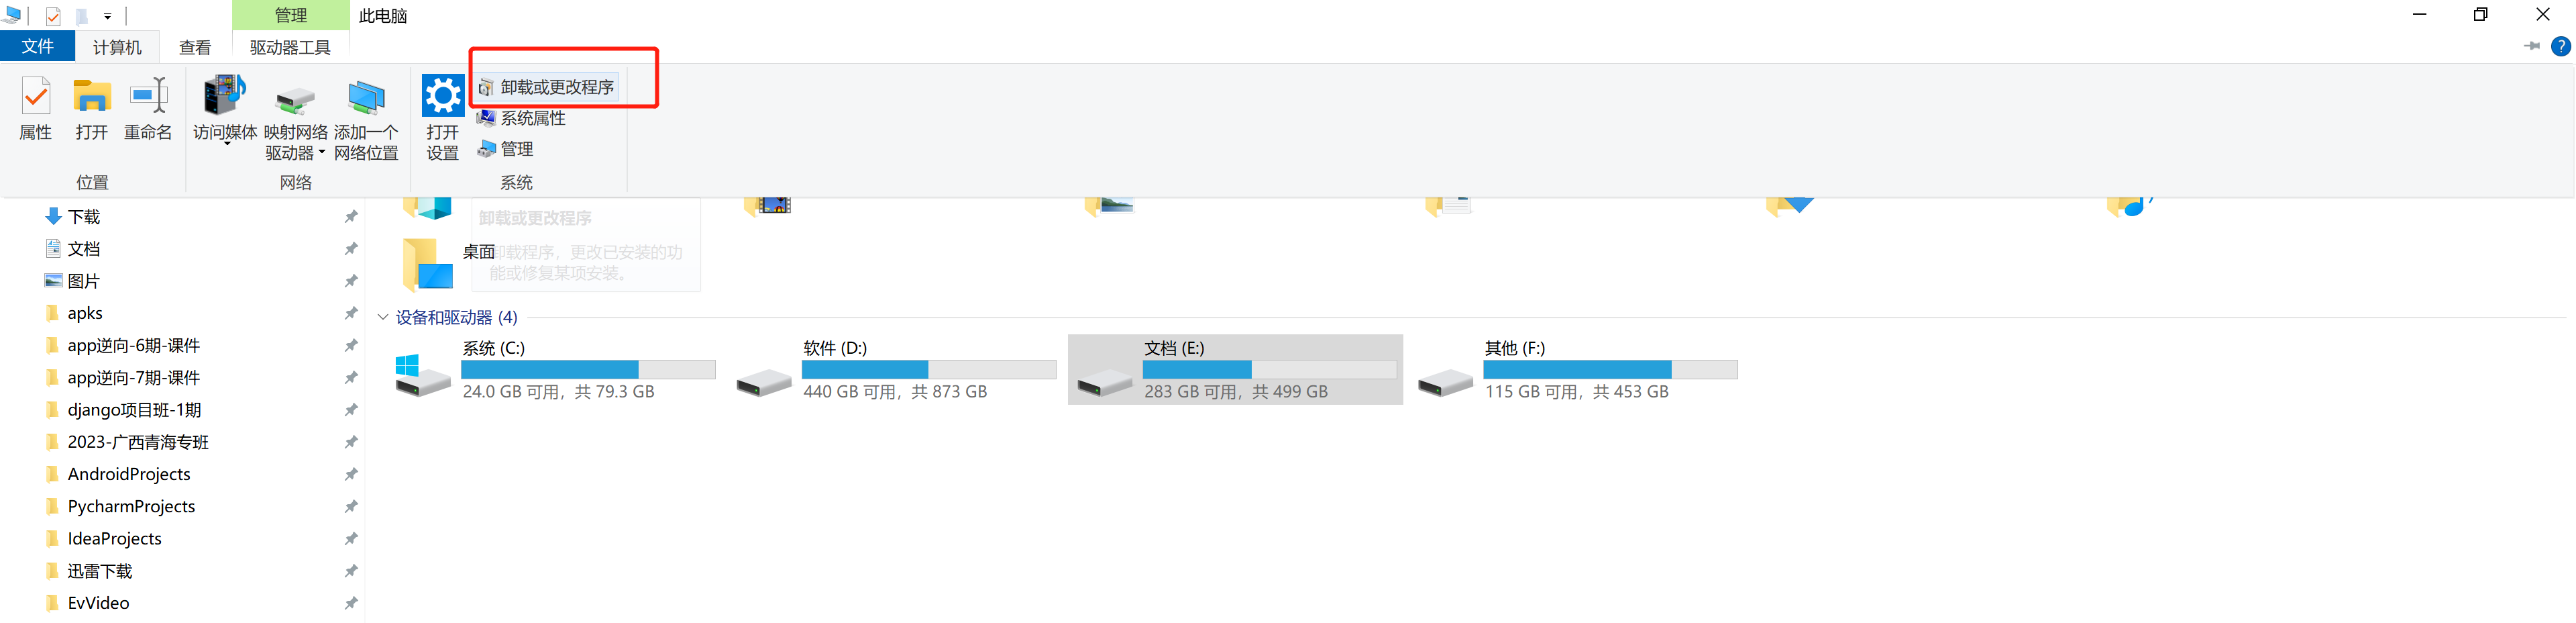 管理
此电脑
文件
计算机
查看
驱动器工具
属性
打开
重命名
访问媒体
映射网络
驱动器
添加一个
网络位置
打开
设置
卸载或更改程序
系统属性
管理
位置
网络
系统
下载
文档
图片
apks
app逆向-6期-课件
app逆向-7期-课件
django项目班-1期
2023-广西青海专班
AndroidProjects
PycharmProjects
IdeaProjects
迅雷下载
EvVideo
卸载或更改程序
桌面
卸载程序，更改已安装的功
能或修复某项安装。
设备和驱动器 (4)
系统 (C:)
24.0 GB 可用，共 79.3 GB
软件 (D:)
440 GB 可用，共 873 GB
文档 (E:)
283 GB 可用，共 499 GB
其他 (F:)
115 GB 可用，共 453 GB